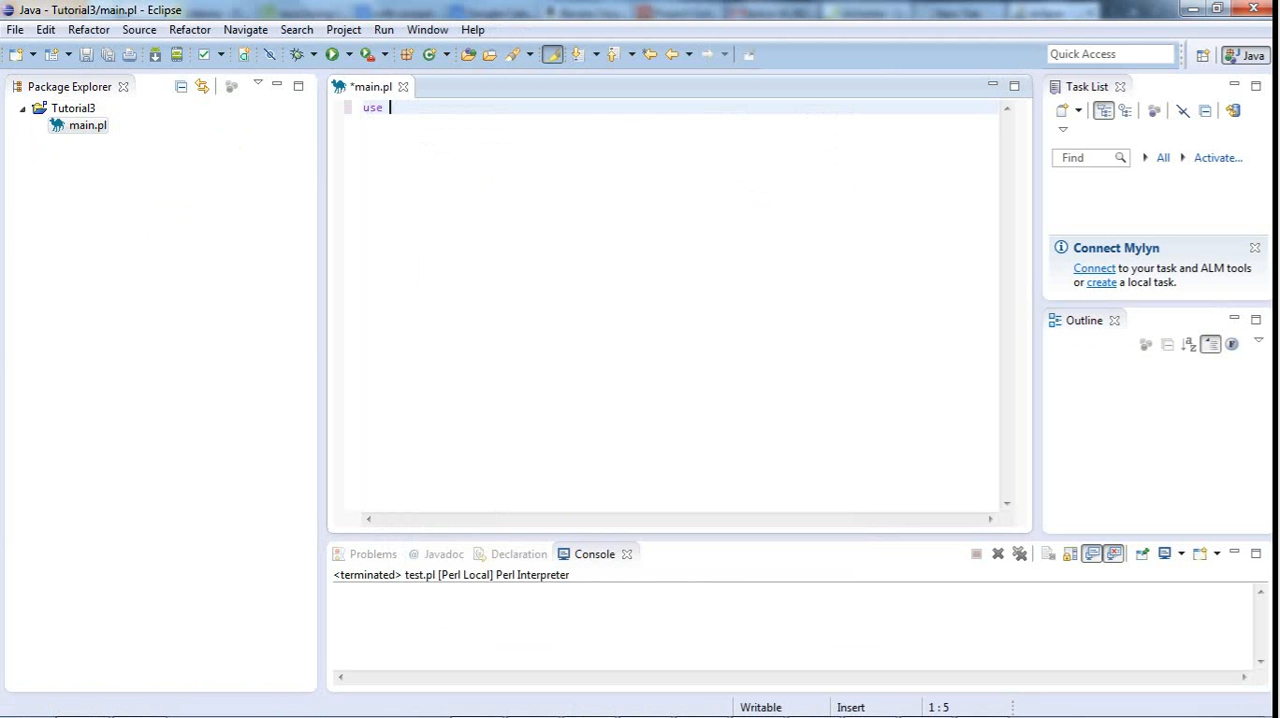 Java - Tutorial3/main.pl - Eclipse
File Edit Refactor Source Refactor Navigate Search Project Run Window Help
Quick Access
Java
Package Explorer
*main.pl
Task List
Tutorial3
main.pl
use
Find
All
Activate...
Connect Mylyn
Connect to your task and ALM tools
or create a local task.
Outline
Problems @ Javadoc Declaration Console
<terminated> test.pl [Perl Local] Perl Interpreter
Writable Insert 1 : 5